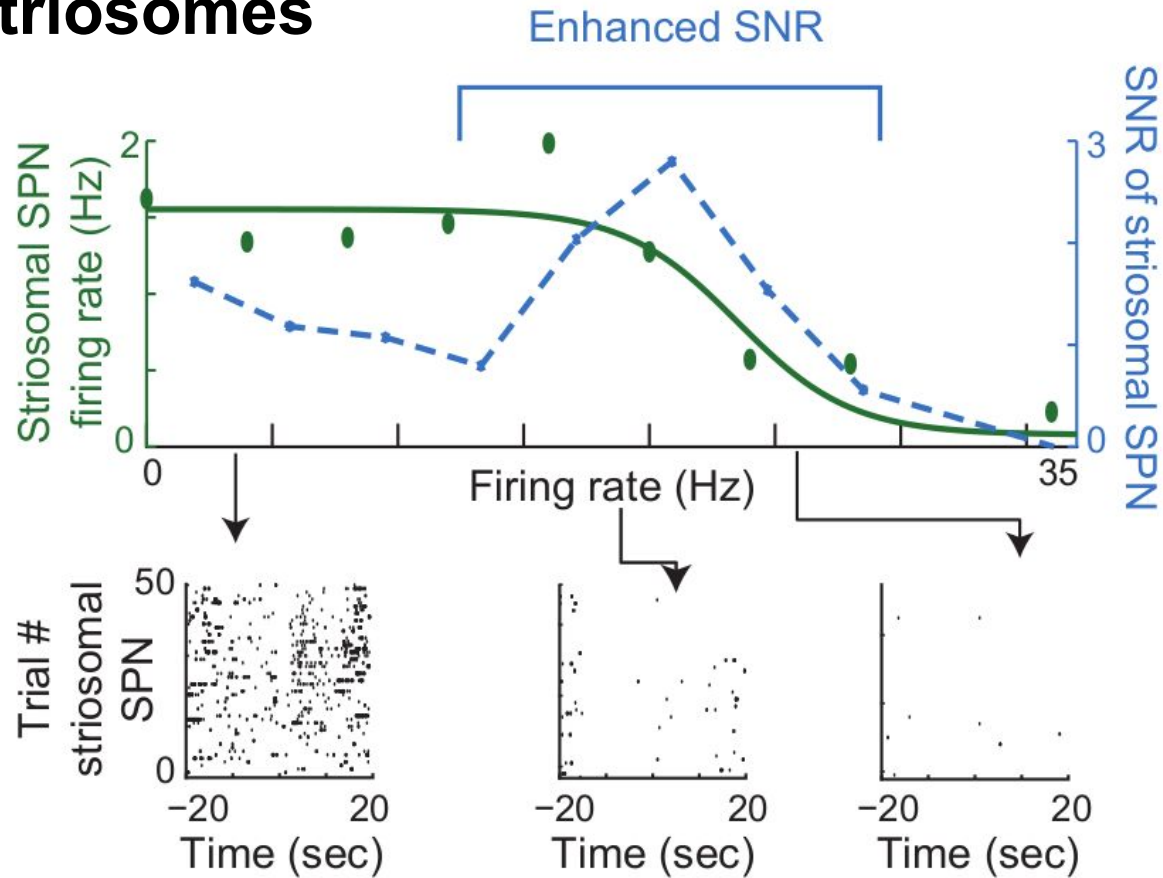 triosomes
Enhanced SNR
Striosomal SPN
firing rate (Hz)
2
0
3
0
SNR of striosomal SPN
0
35
Firing rate (Hz)
Trial #
striosomal
SPN
50
0
−20
20
−20
20
−20
20
Time (sec)
Time (sec)
Time (sec)